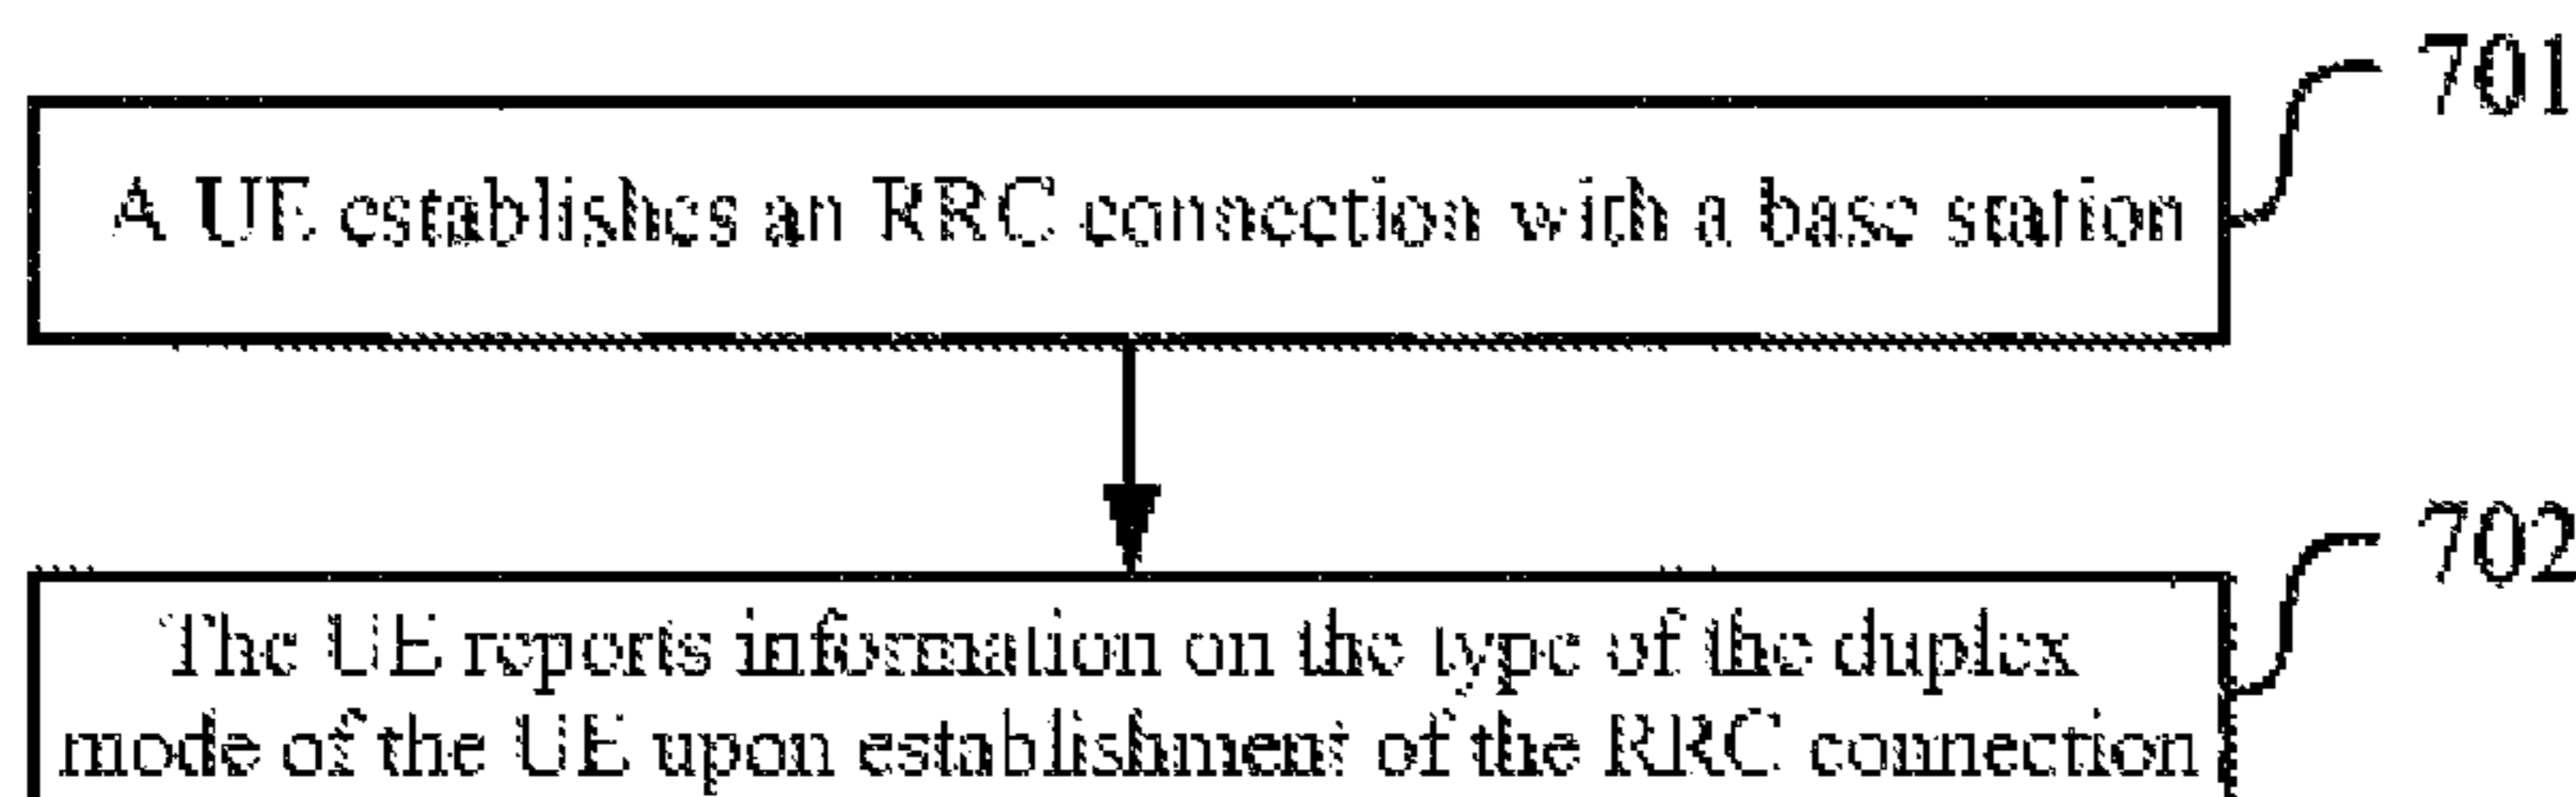 701
A UE establishes an RRC connection with a base station
702
The UE reports information on the type of the duplex
mode of the UE upon establishment of the RRC connection